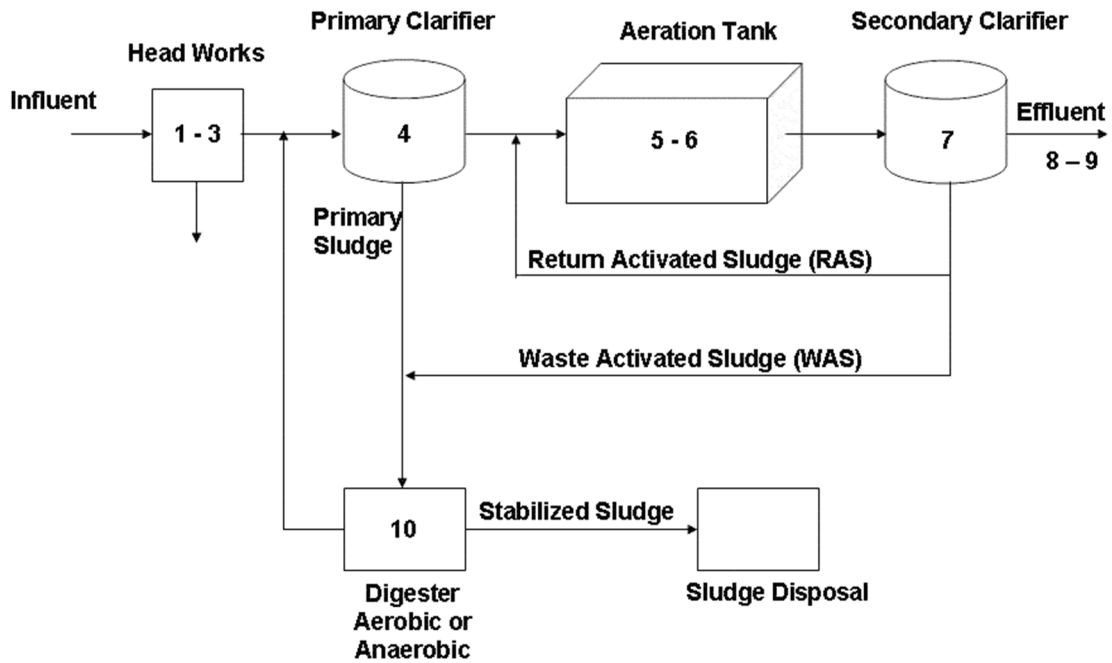 Primary Clarifier
Aeration Tank
Secondary Clarifier
Head Works
Influent
1 - 3
4
5 - 6
7
Effluent
8 – 9
Primary
Sludge
Return Activated Sludge (RAS)
Waste Activated Sludge (WAS)
10
Stabilized Sludge
Digester
Aerobic or
Anaerobic
Sludge Disposal